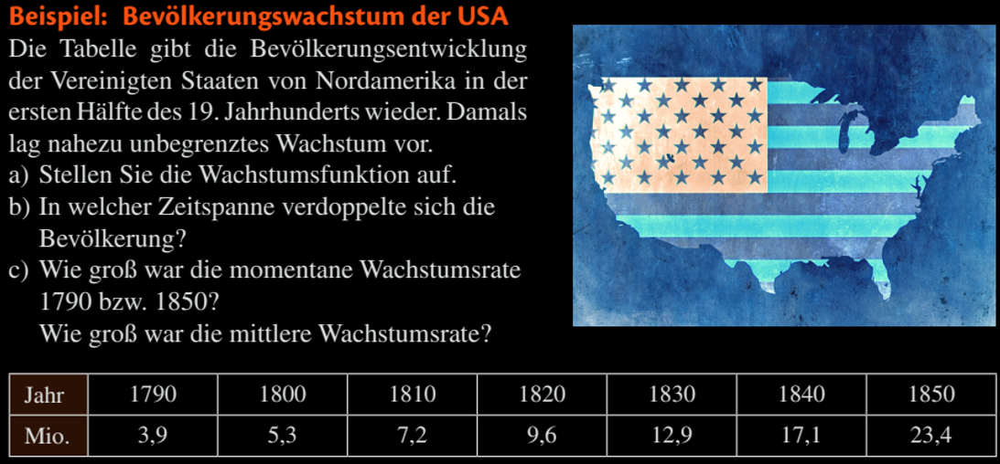 Beispiel: Bevölkerungswachstum der USA
Die Tabelle gibt die Bevölkerungsentwicklung
der Vereinigten Staaten von Nordamerika in der
ersten Hälfte des 19. Jahrhunderts wieder. Damals
lag nahezu unbegrenztes Wachstum vor.
a) Stellen Sie die Wachstumsfunktion auf.
b) In welcher Zeitspanne verdoppelte sich die
Bevölkerung?
c) Wie groß war die momentane Wachstumsrate
1790 bzw. 1850?
Wie groß war die mittlere Wachstumsrate?
Jahr 1790 1800 1810 1820 1830 1840 1850
Mio. 3,9 5,3 7,2 9,6 12,9 17,1 23,4